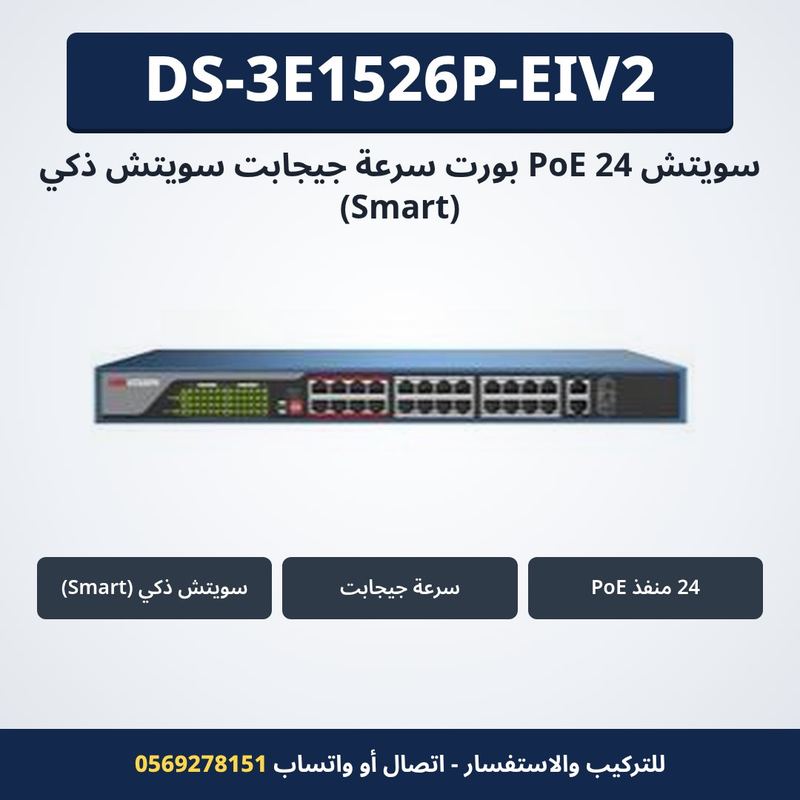 DS-3E1526P-EIV2
سويتش PoE 24 بورت سرعة جيجابت سويتش ذكي
(Smart)
HIKVISION
24 منفذ PoE
سرعة جيجابت
سويتش ذكي (Smart)
للتركيب والاستفسار - اتصال أو واتساب 0569278151